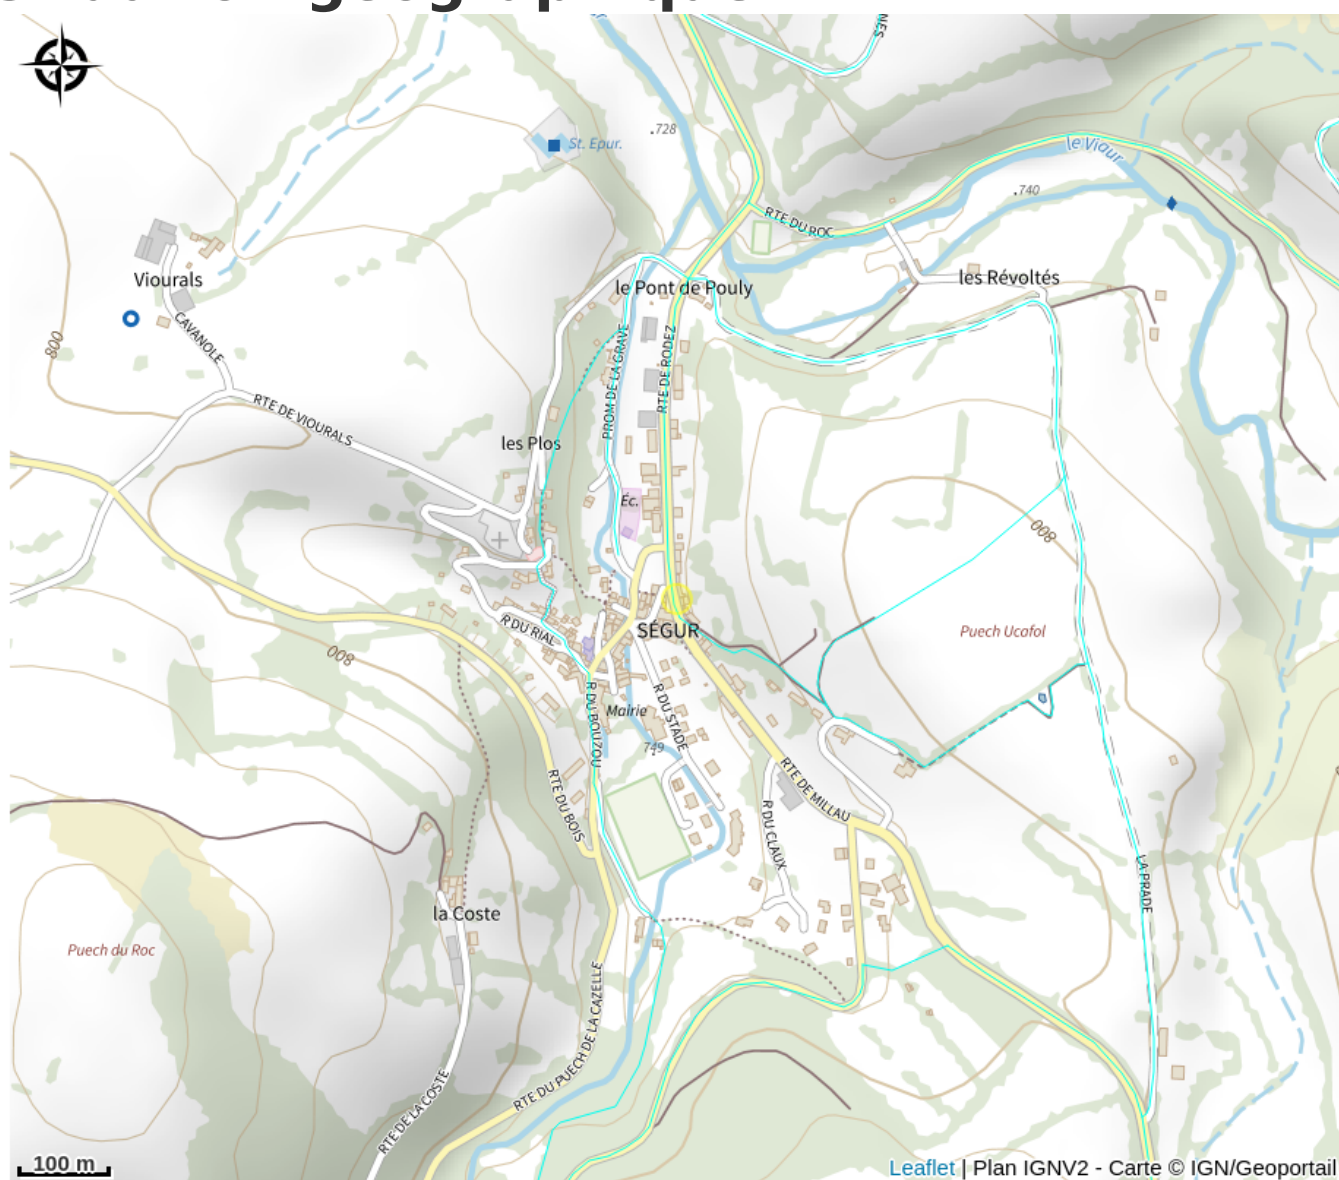 NES
.728
St. Epur.
le Viaur
.740
RTE DU ROC
Viourals
le Pont de Pouly
les Révoltés
CAVANOLE
800
PROM DE LA GRAVE
RTE DE RODEZ
RTE DE VIOURALS
les Plos
Éc.
800
R DU RIAL
SÉGUR
Puech Ucafol
800
R DU BOUZOU
Mairie
R DU STADE
749
RTE DU BOIS
RTE DE MILLAU
R DU CLAUX
LA PRADE
la Coste
Puech du Roc
RTE DU PUECH DE LA CAZELLE
RTE DE LA COSTE
100 m
Leaflet | Plan IGNV2 - Carte © IGN/Geoportail